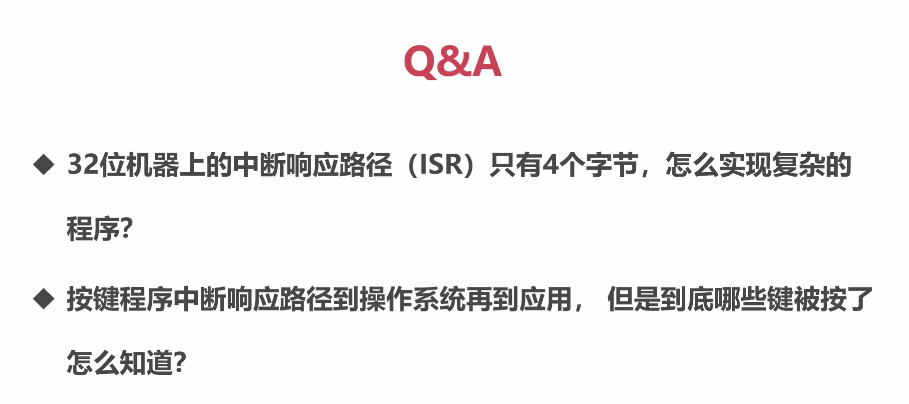 Q&A
◆ 32位机器上的中断响应路径（ISR）只有4个字节，怎么实现复杂的
程序？
◆ 按键程序中断响应路径到操作系统再到应用， 但是到底哪些键被按了
怎么知道？